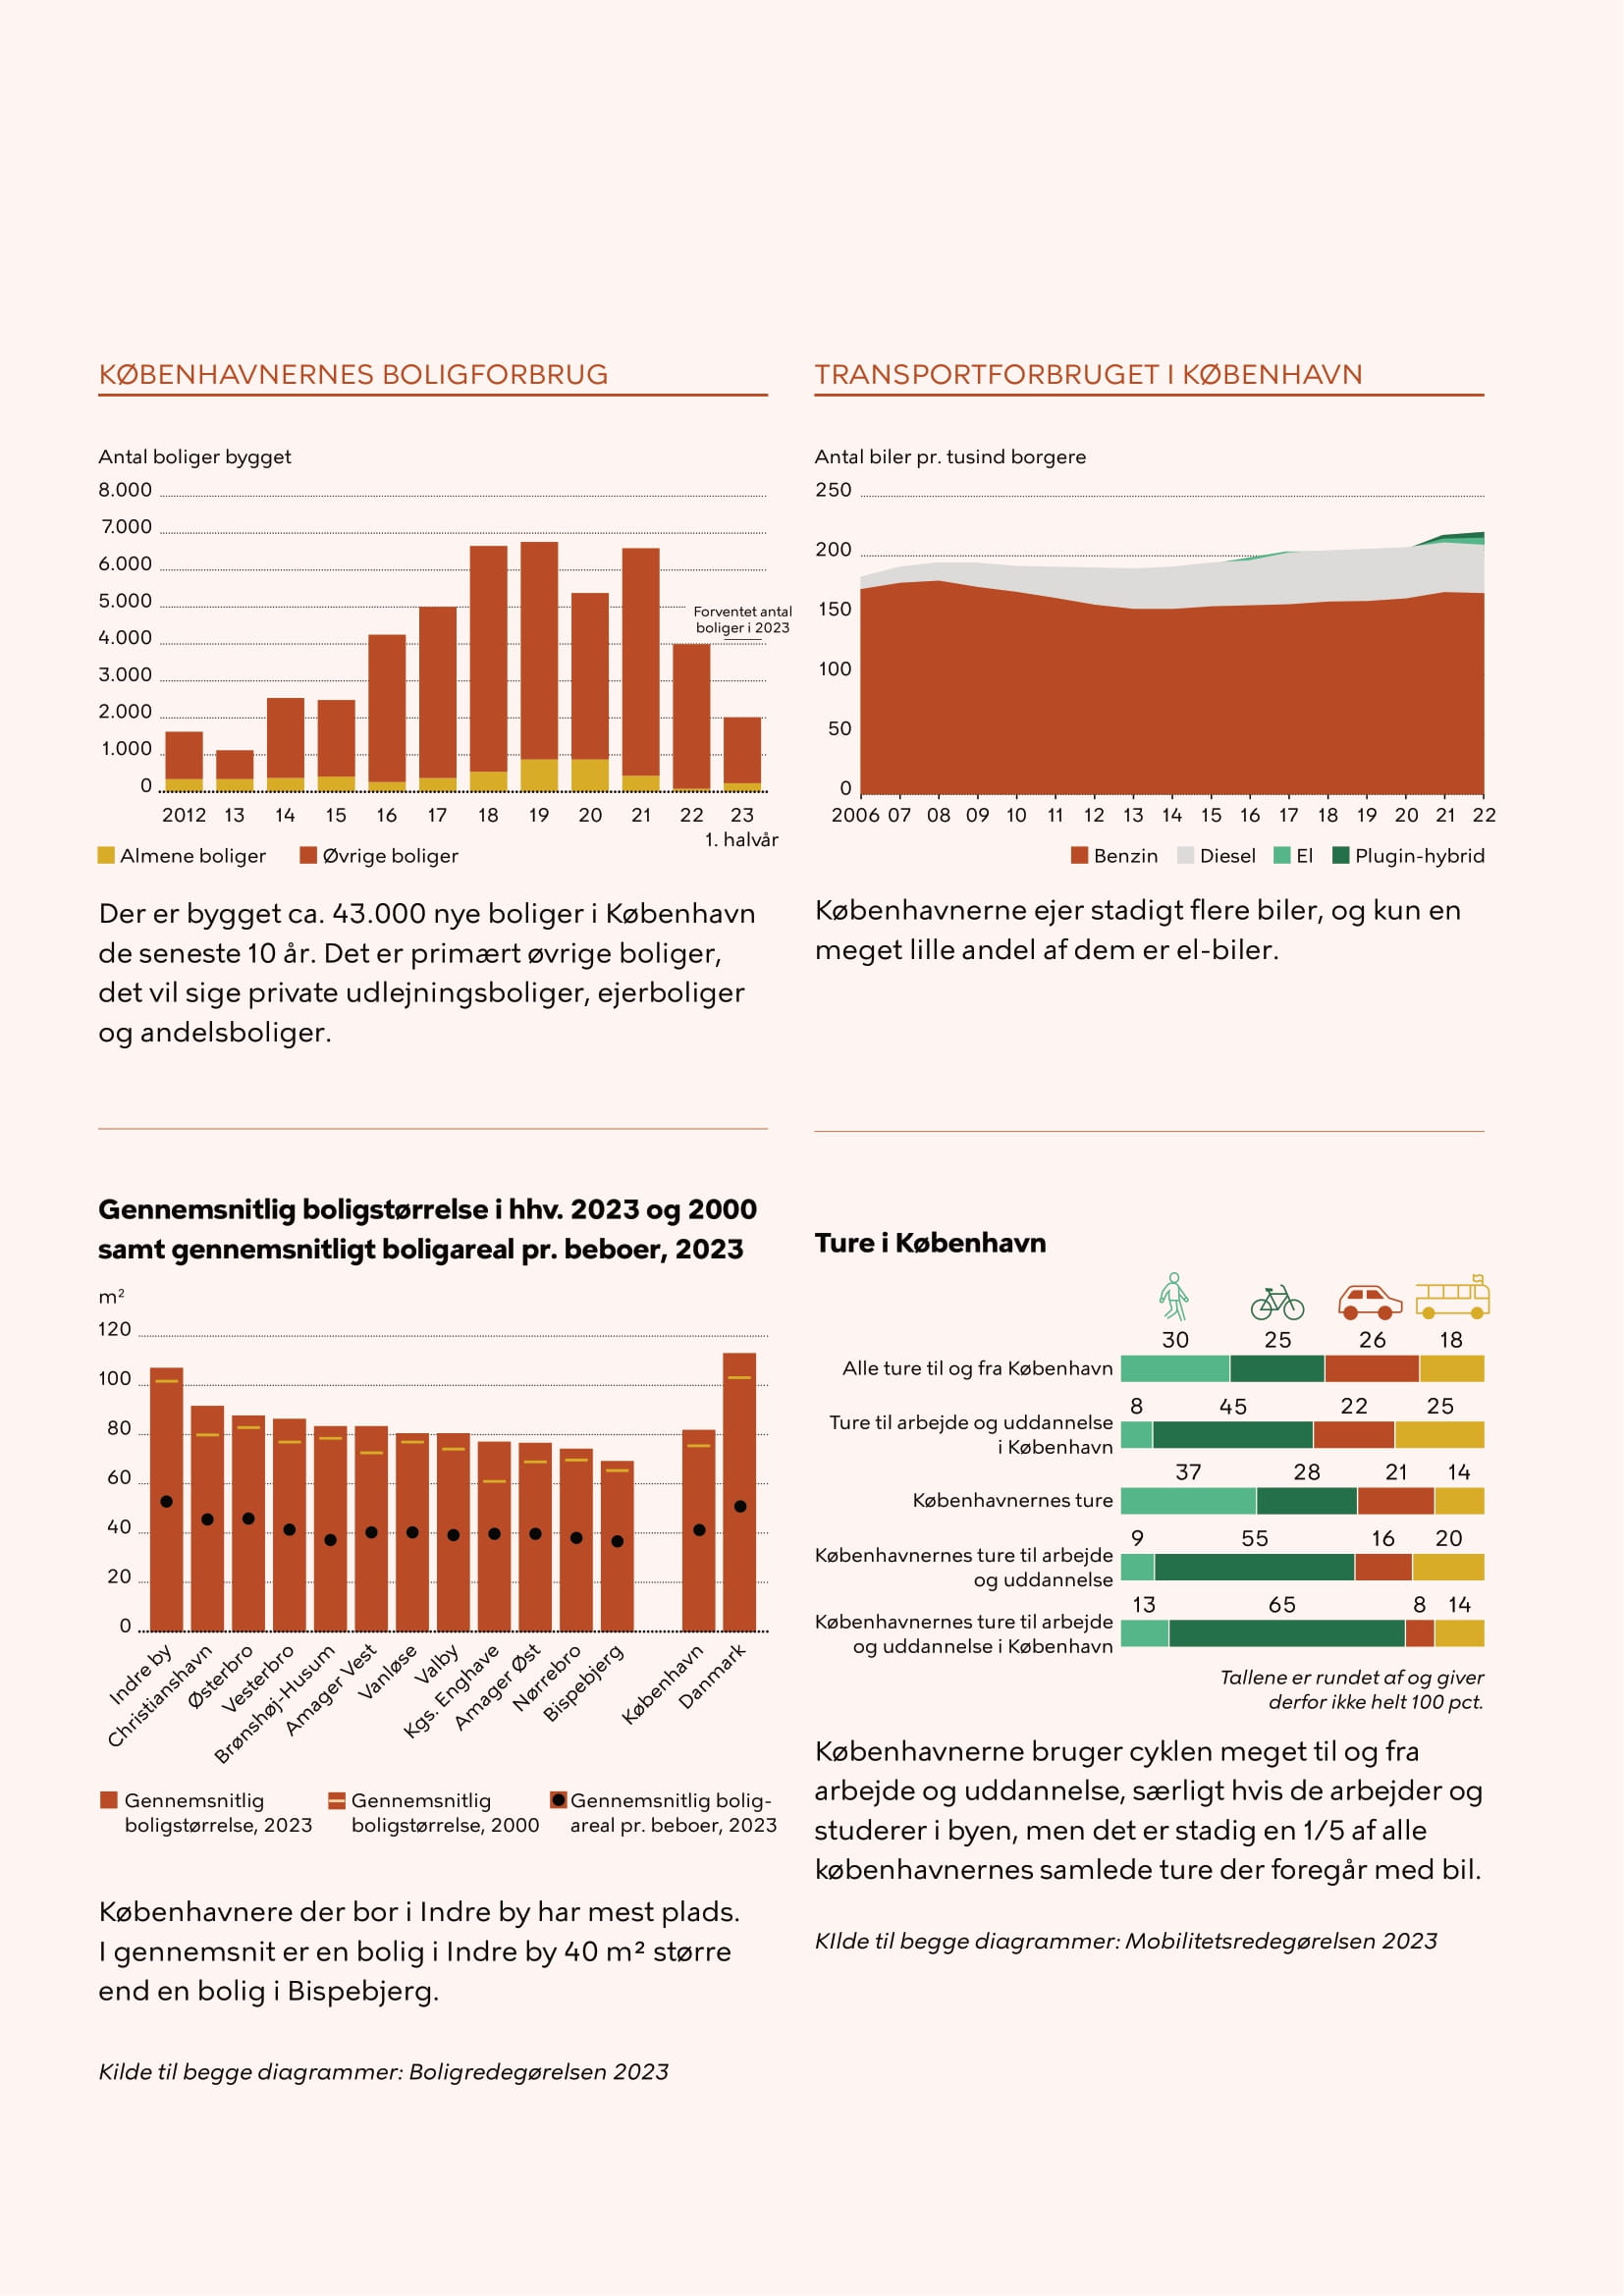 KØBENHAVNERNES BOLIGFORBRUG
Antal boliger bygget
8.000
7.000
6.000
5.000
4.000
3.000
2.000
1.000
0
Forventet antal
boliger i 2023
2012 13 14 15 16 17 18 19 20 21 22 23
1. halvår
Almene boliger Øvrige boliger
Der er bygget ca. 43.000 nye boliger i København
de seneste 10 år. Det er primært øvrige boliger,
det vil sige private udlejningsboliger, ejerboliger
og andelsboliger.
Gennemsnitlig boligstørrelse i hhv. 2023 og 2000
samt gennemsnitligt boligareal pr. beboer, 2023
m²
120
100
80
60
40
20
0
Indre by
Christianshavn
Østerbro
Vesterbro
Brønshøj-Husum
Amager Vest
Vanløse
Valby
Kgs. Enghave
Amager Øst
Nørrebro
Bispebjerg
København
Danmark
Gennemsnitlig
boligstørrelse, 2023
Gennemsnitlig
boligstørrelse, 2000
Gennemsnitlig bolig-
areal pr. beboer, 2023
Københavnere der bor i Indre by har mest plads.
I gennemsnit er en bolig i Indre by 40 m² større
end en bolig i Bispebjerg.
Kilde til begge diagrammer: Boligredegørelsen 2023
TRANSPORTFORBRUGET I KØBENHAVN
Antal biler pr. tusind borgere
250
200
150
100
50
0
2006 07 08 09 10 11 12 13 14 15 16 17 18 19 20 21 22
Benzin Diesel El Plugin-hybrid
Københavnerne ejer stadigt flere biler, og kun en
meget lille andel af dem er el-biler.
Ture i København
30 25 26 18
Alle ture til og fra København
8 45 22 25
Ture til arbejde og uddannelse
i København
37 28 21 14
Københavnernes ture
9 55 16 20
Københavnernes ture til arbejde
og uddannelse
13 65 8 14
Københavnernes ture til arbejde
og uddannelse i København
Tallene er rundet af og giver
derfor ikke helt 100 pct.
Københavnerne bruger cyklen meget til og fra
arbejde og uddannelse, særligt hvis de arbejder og
studerer i byen, men det er stadig en 1/5 af alle
københavnernes samlede ture der foregår med bil.
KIlde til begge diagrammer: Mobilitetsredegørelsen 2023